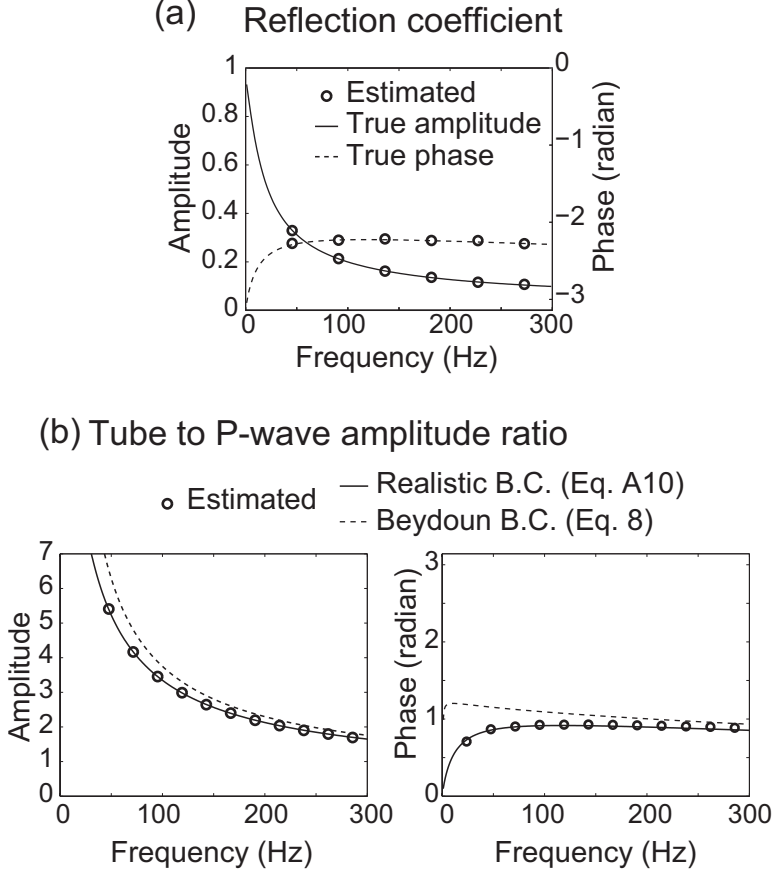 (a) Reflection coefficient
1
0.8
0.6
0.4
0.2
0
Amplitude
Estimated
True amplitude
True phase
0
−1
−2
−3
Phase (radian)
0 100 200 300
Frequency (Hz)
(b) Tube to P-wave amplitude ratio
Estimated
Realistic B.C. (Eq. A10)
Beydoun B.C. (Eq. 8)
7
6
5
4
3
2
1
0
Amplitude
0 100 200 300
Frequency (Hz)
3
2
1
0
Phase (radian)
0 100 200 300
Frequency (Hz)